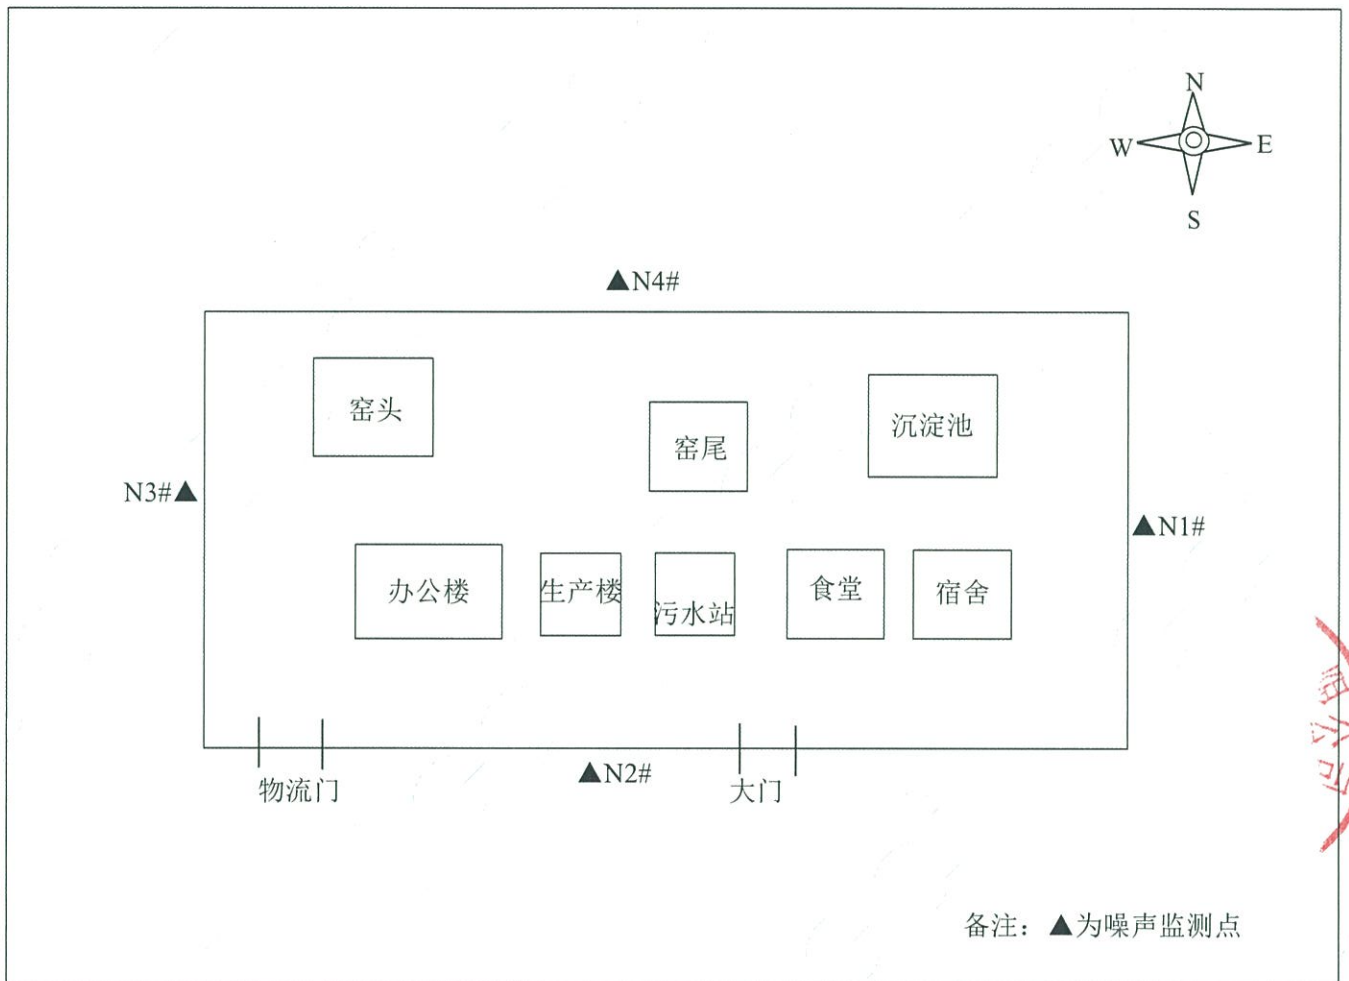 N
W
E
S
▲N4#
窑头
窑尾
沉淀池
N3#▲
▲N1#
办公楼
生产楼
污水站
食堂
宿舍
物流门
▲N2#
大门
备注：▲为噪声监测点